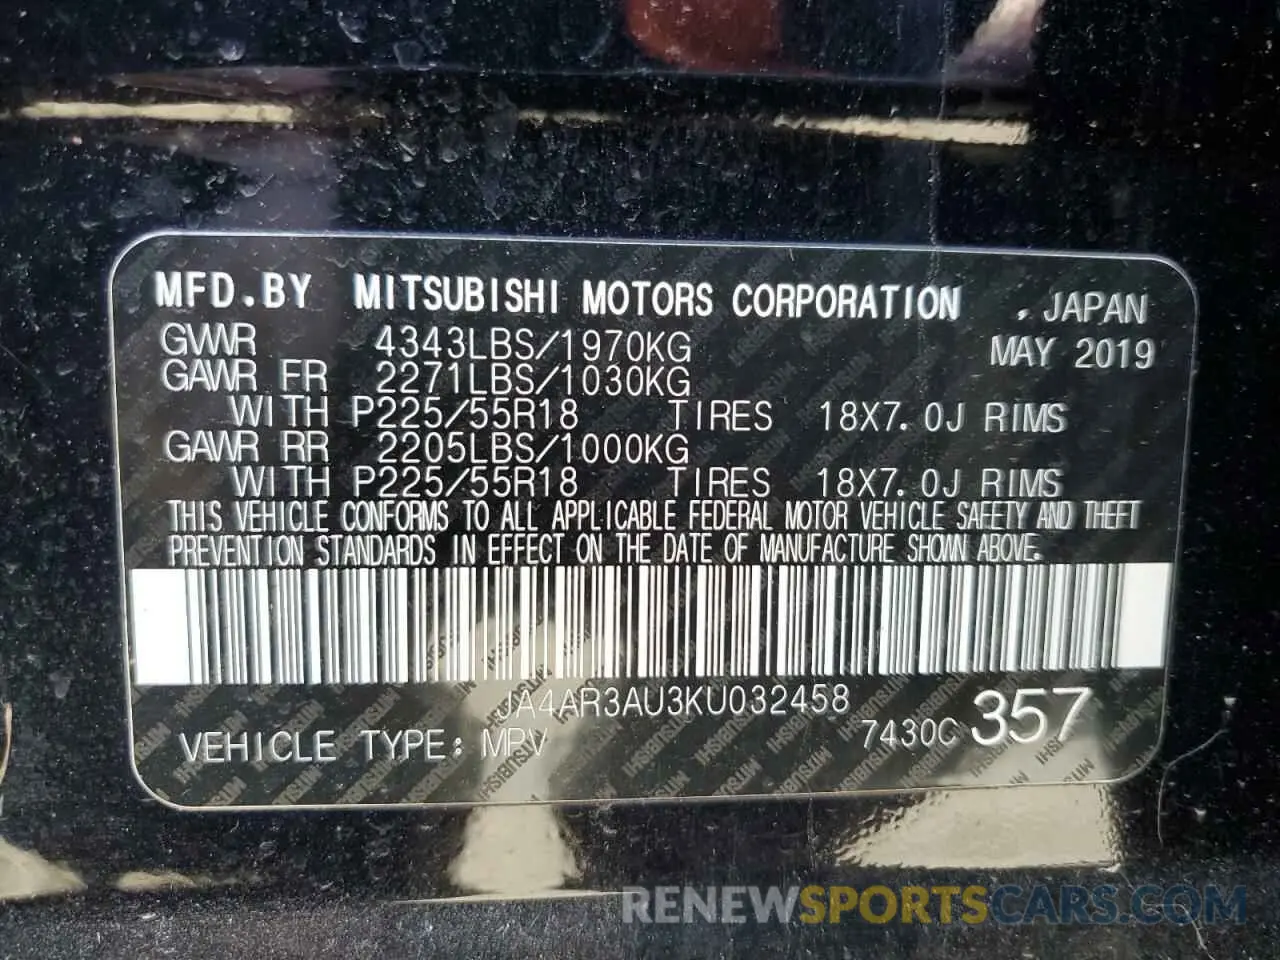 MFD.BY MITSUBISHI MOTORS CORPORATION , JAPAN
GVWR 4343LBS/1970KG MAY 2019
GAWR FR 2271LBS/1030KG
WITH P225/55R18 TIRES 18X7.0J RIMS
GAWR RR 2205LBS/1000KG
WITH P225/55R18 TIRES 18X7.0J RIMS
THIS VEHICLE CONFORMS TO ALL APPLICABLE FEDERAL MOTOR VEHICLE SAFETY AND THEFT
PREVENTION STANDARDS IN EFFECT ON THE DATE OF MANUFACTURE SHOWN ABOVE.
JA4AR3AU3KU032458
VEHICLE TYPE: MPV 7430C 357
RENEWSPORTSCARS.COM